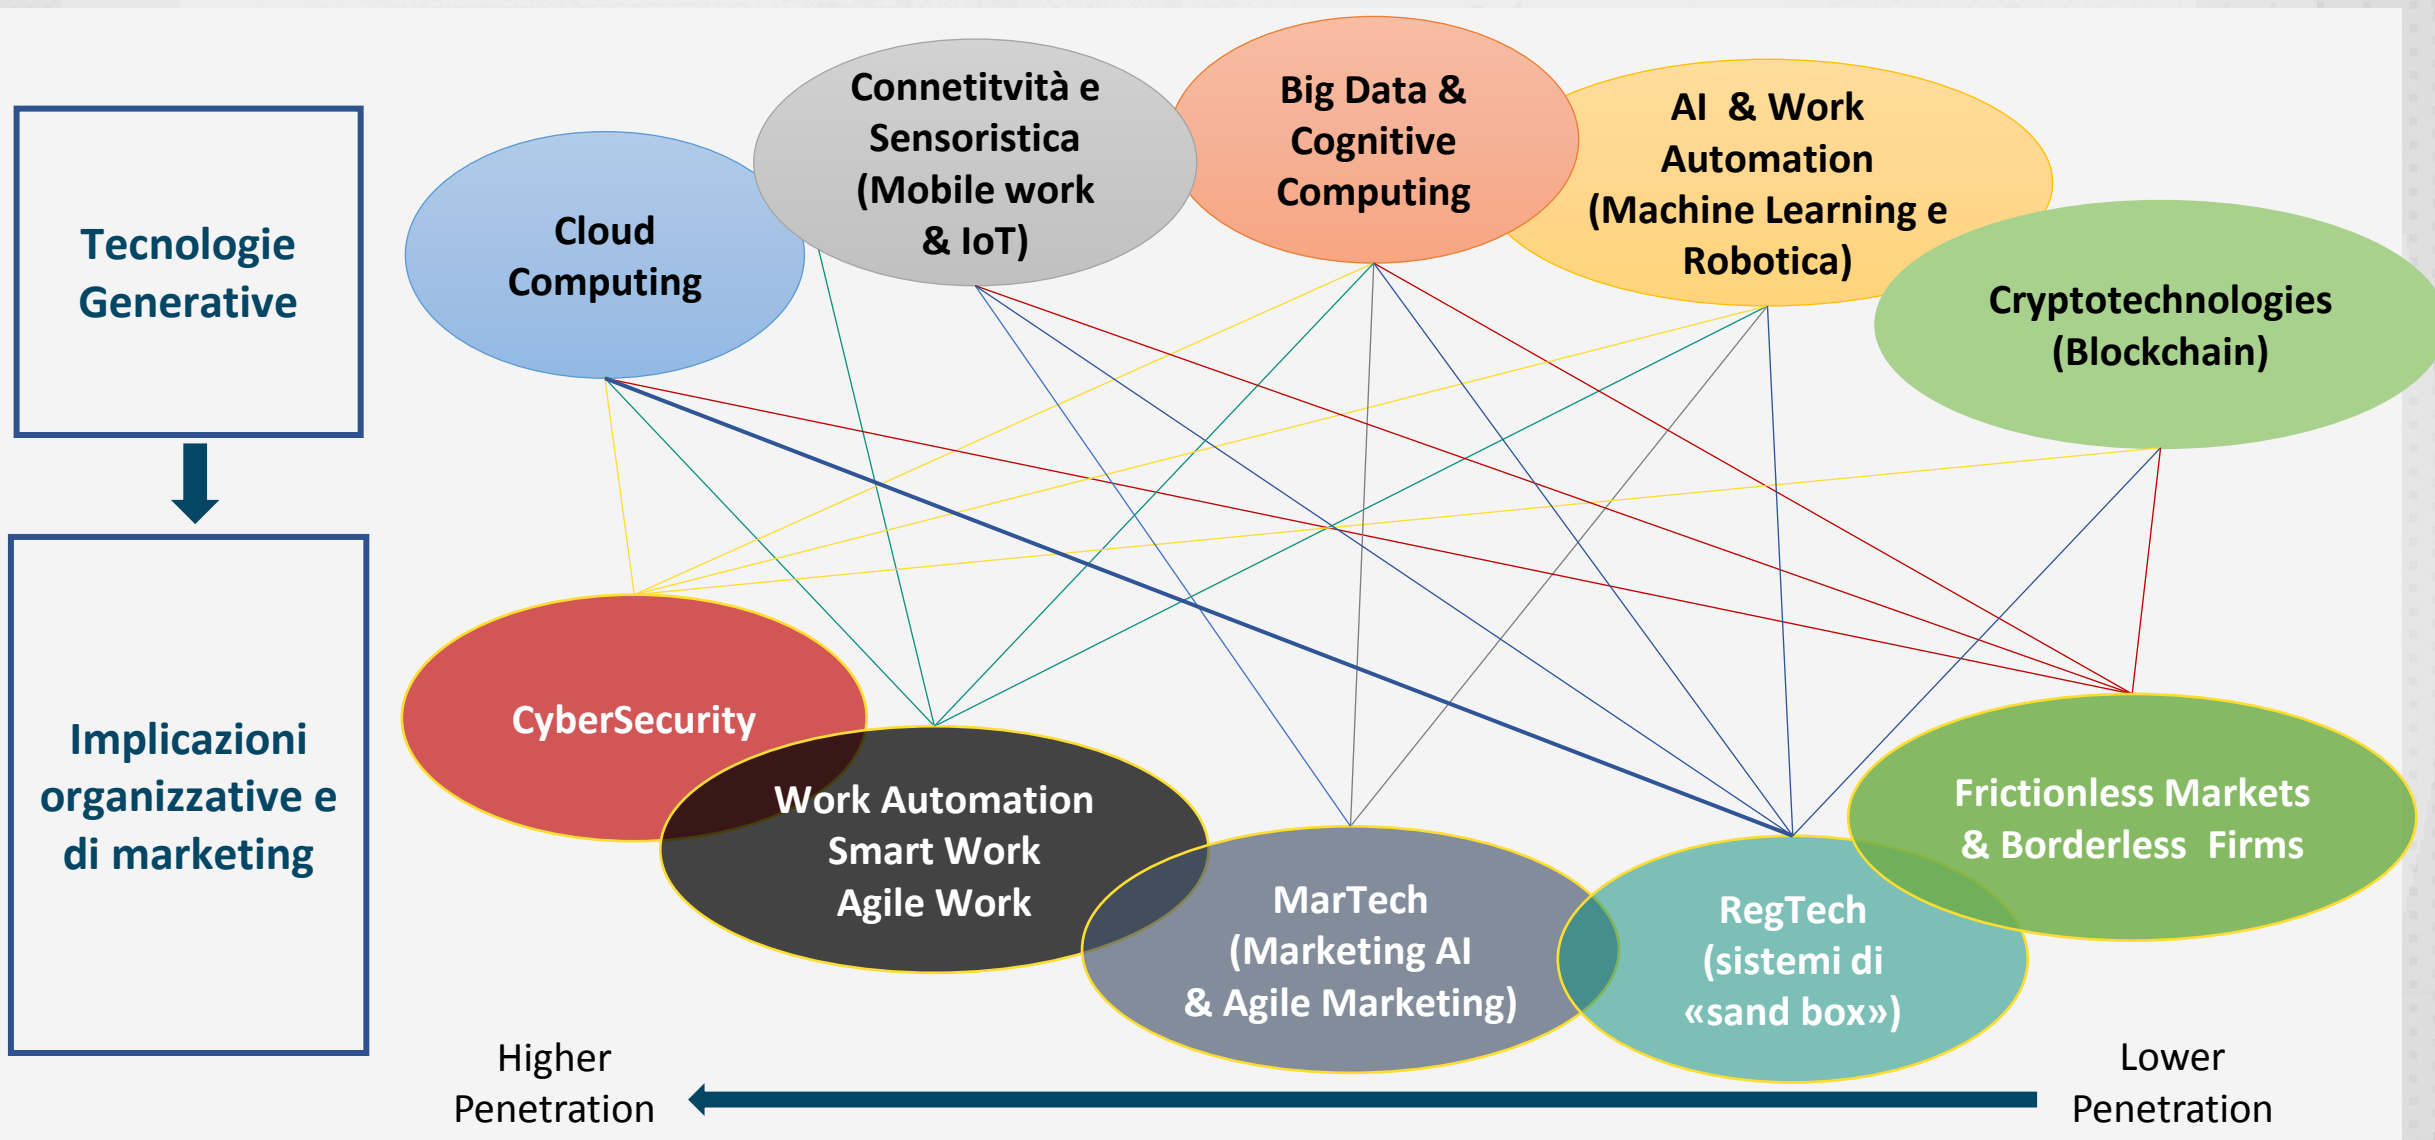 Tecnologie
Generative
Cloud
Computing
Connetitvità e
Sensoristica
(Mobile work
& IoT)
Big Data &
Cognitive
Computing
AI & Work
Automation
(Machine Learning e
Robotica)
Cryptotechnologies
(Blockchain)
Implicazioni
organizzative e
di marketing
CyberSecurity
Work Automation
Smart Work
Agile Work
MarTech
(Marketing AI
& Agile Marketing)
RegTech
(sistemi di
«sand box»)
Frictionless Markets
& Borderless Firms
Higher
Penetration
Lower
Penetration